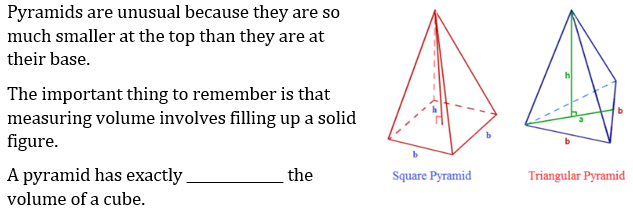 Pyramids are unusual because they are so
much smaller at the top than they are at
their base.
The important thing to remember is that
measuring volume involves filling up a solid
figure.
A pyramid has exactly ____________ the
volume of a cube.
h
b
b
Square Pyramid
h
a
b
b
Triangular Pyramid